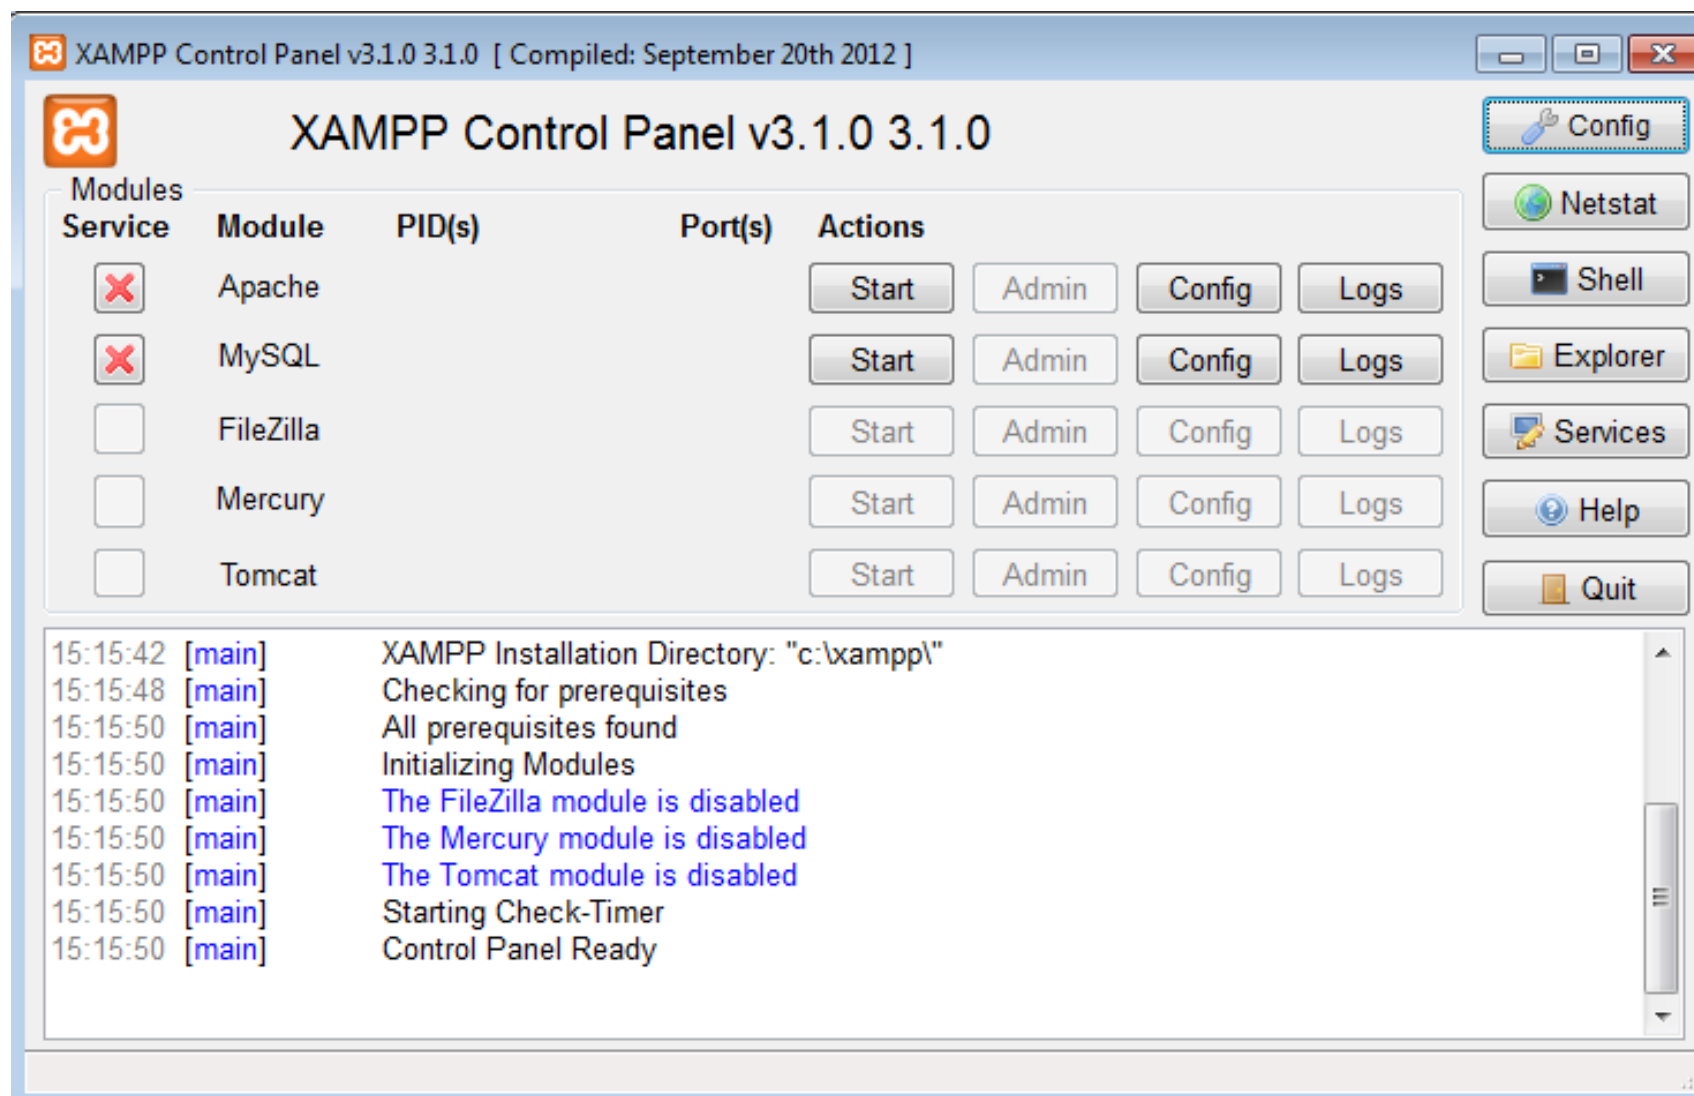 XAMPP Control Panel v3.1.0 3.1.0 [ Compiled: September 20th 2012 ]
XAMPP Control Panel v3.1.0 3.1.0
Config
Modules
Netstat
Service Module PID(s) Port(s) Actions
Apache Start Admin Config Logs
Shell
MySQL Start Admin Config Logs
Explorer
FileZilla Start Admin Config Logs
Services
Mercury Start Admin Config Logs
Help
Tomcat Start Admin Config Logs
Quit
15:15:42 [main] XAMPP Installation Directory: "c:\xampp\"
15:15:48 [main] Checking for prerequisites
15:15:50 [main] All prerequisites found
15:15:50 [main] Initializing Modules
15:15:50 [main] The FileZilla module is disabled
15:15:50 [main] The Mercury module is disabled
15:15:50 [main] The Tomcat module is disabled
15:15:50 [main] Starting Check-Timer
15:15:50 [main] Control Panel Ready